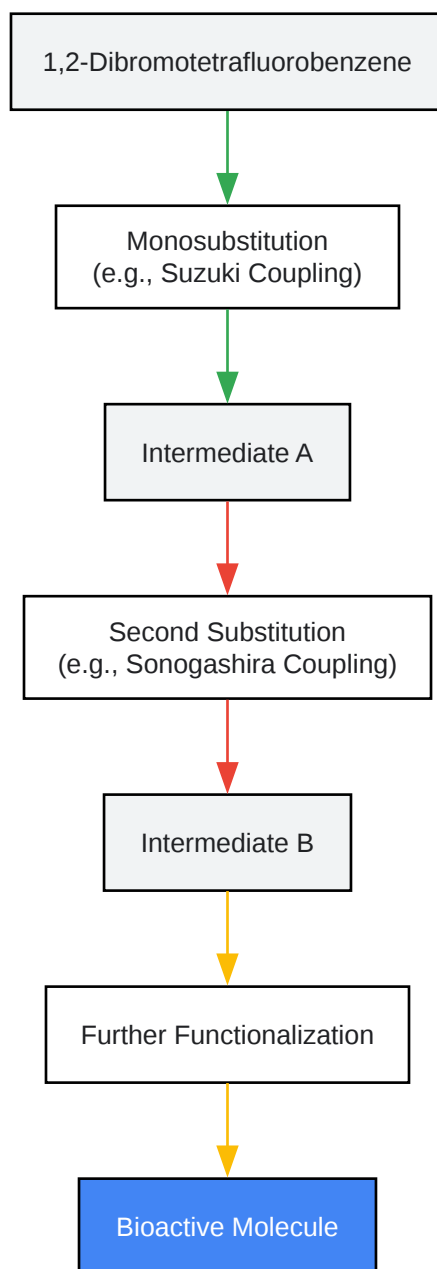 1,2-Dibromotetrafluorobenzene
Monosubstitution
(e.g., Suzuki Coupling)
Intermediate A
Second Substitution
(e.g., Sonogashira Coupling)
Intermediate B
Further Functionalization
Bioactive Molecule